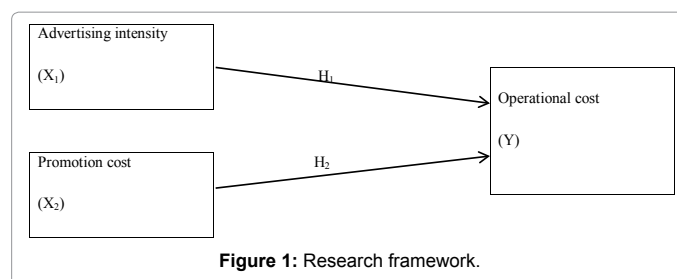 Advertising intensity
(X₁)
H₁
Operational cost
(Y)
Promotion cost
(X₂)
H₂
Figure 1: Research framework.